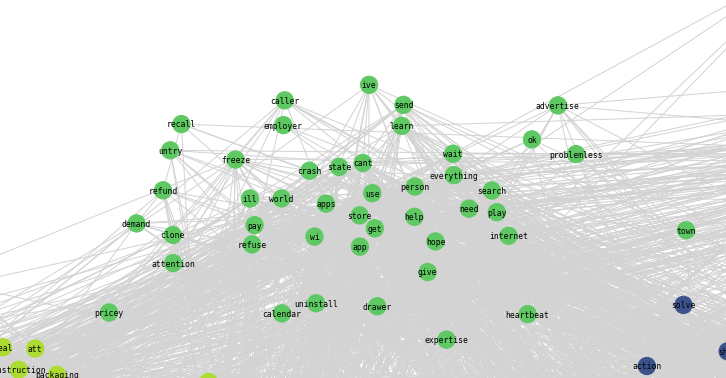 ive
caller
send
advertise
recall
employer
learn
ok
untry
wait
problemless
freeze
state
cant
crash
everything
refund
person
search
ill
world
use
apps
need
play
store
help
demand
pay
get
town
clone
wi
internet
refuse
app
hope
attention
give
uninstall
drawer
solve
pricey
calendar
heartbeat
expertise
eal
att
action
nstruction
packaging